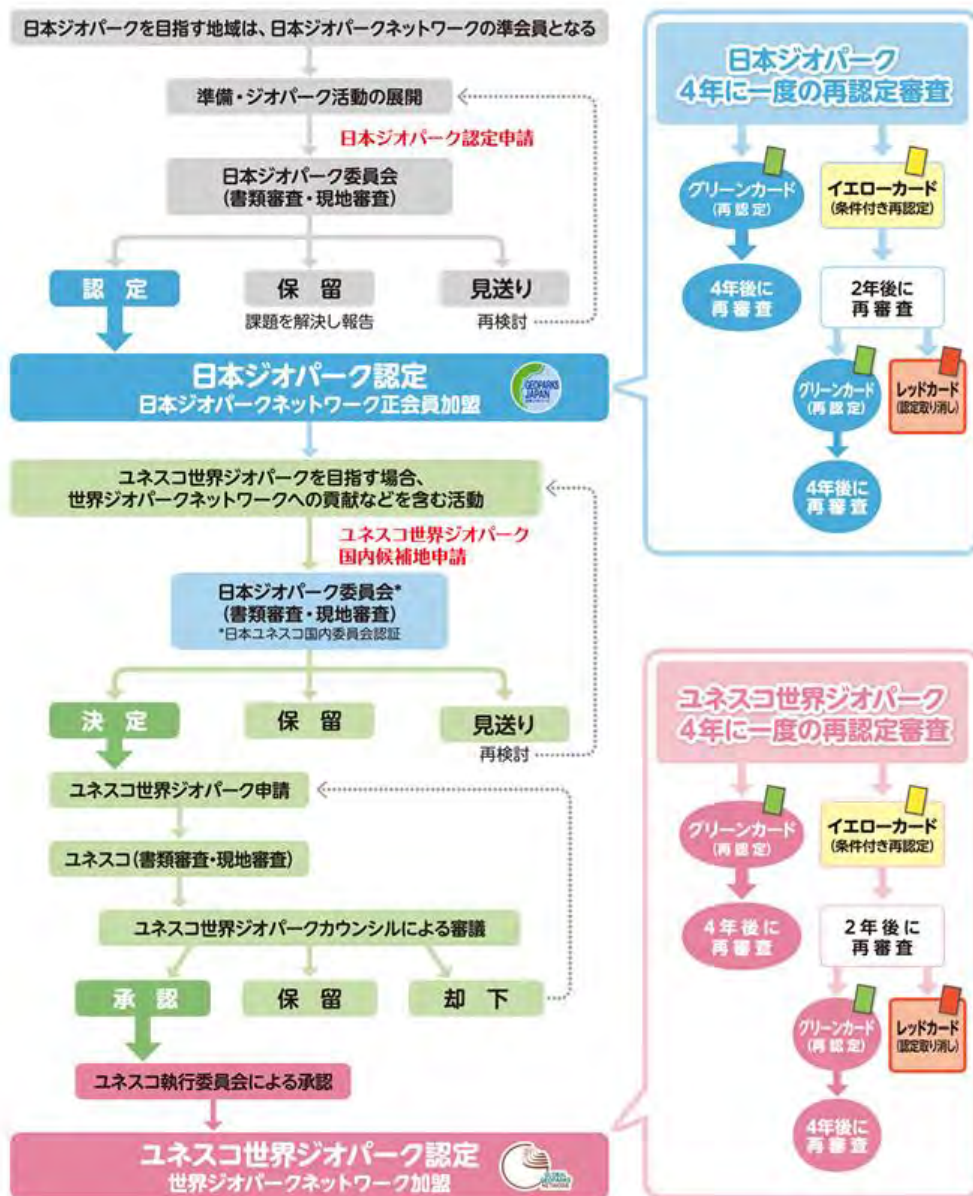 日本ジオパークを目指す地域は、日本ジオパークネットワークの準会員となる
準備・ジオパーク活動の展開
日本ジオパーク認定申請
日本ジオパーク委員会
(書類審査・現地審査)
認定
保留
見送り
課題を解決し報告
再検討
日本ジオパーク認定
日本ジオパークネットワーク正会員加盟
GEOPARKS
JAPAN
ユネスコ世界ジオパークを目指す場合、
世界ジオパークネットワークへの貢献などを含む活動
ユネスコ世界ジオパーク
国内候補地申請
日本ジオパーク委員会*
(書類審査・現地審査)
*日本ユネスコ国内委員会認証
決定
保留
見送り
再検討
ユネスコ世界ジオパーク申請
ユネスコ(書類審査・現地審査)
ユネスコ世界ジオパークカウンシルによる審議
承認
保留
却下
ユネスコ執行委員会による承認
ユネスコ世界ジオパーク認定
世界ジオパークネットワーク加盟
GLOBAL
GEOPARKS
NETWORK
日本ジオパーク
4年に一度の再認定審査
グリーンカード
(再認定)
イエローカード
(条件付き再認定)
4年後に
再審査
2年後に
再審査
グリーンカード
(再認定)
レッドカード
(認定取り消し)
4年後に
再審査
ユネスコ世界ジオパーク
4年に一度の再認定審査
グリーンカード
(再認定)
イエローカード
(条件付き再認定)
4年後に
再審査
2年後に
再審査
グリーンカード
(再認定)
レッドカード
(認定取り消し)
4年後に
再審査